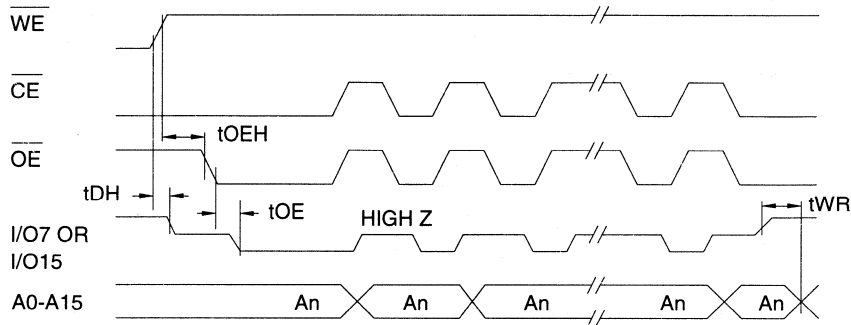 WE
CE
tOEH
OE
tDH
tOE
HIGH Z
tWR
I/O7 OR
I/O15
A0-A15
An
An
An
An
An